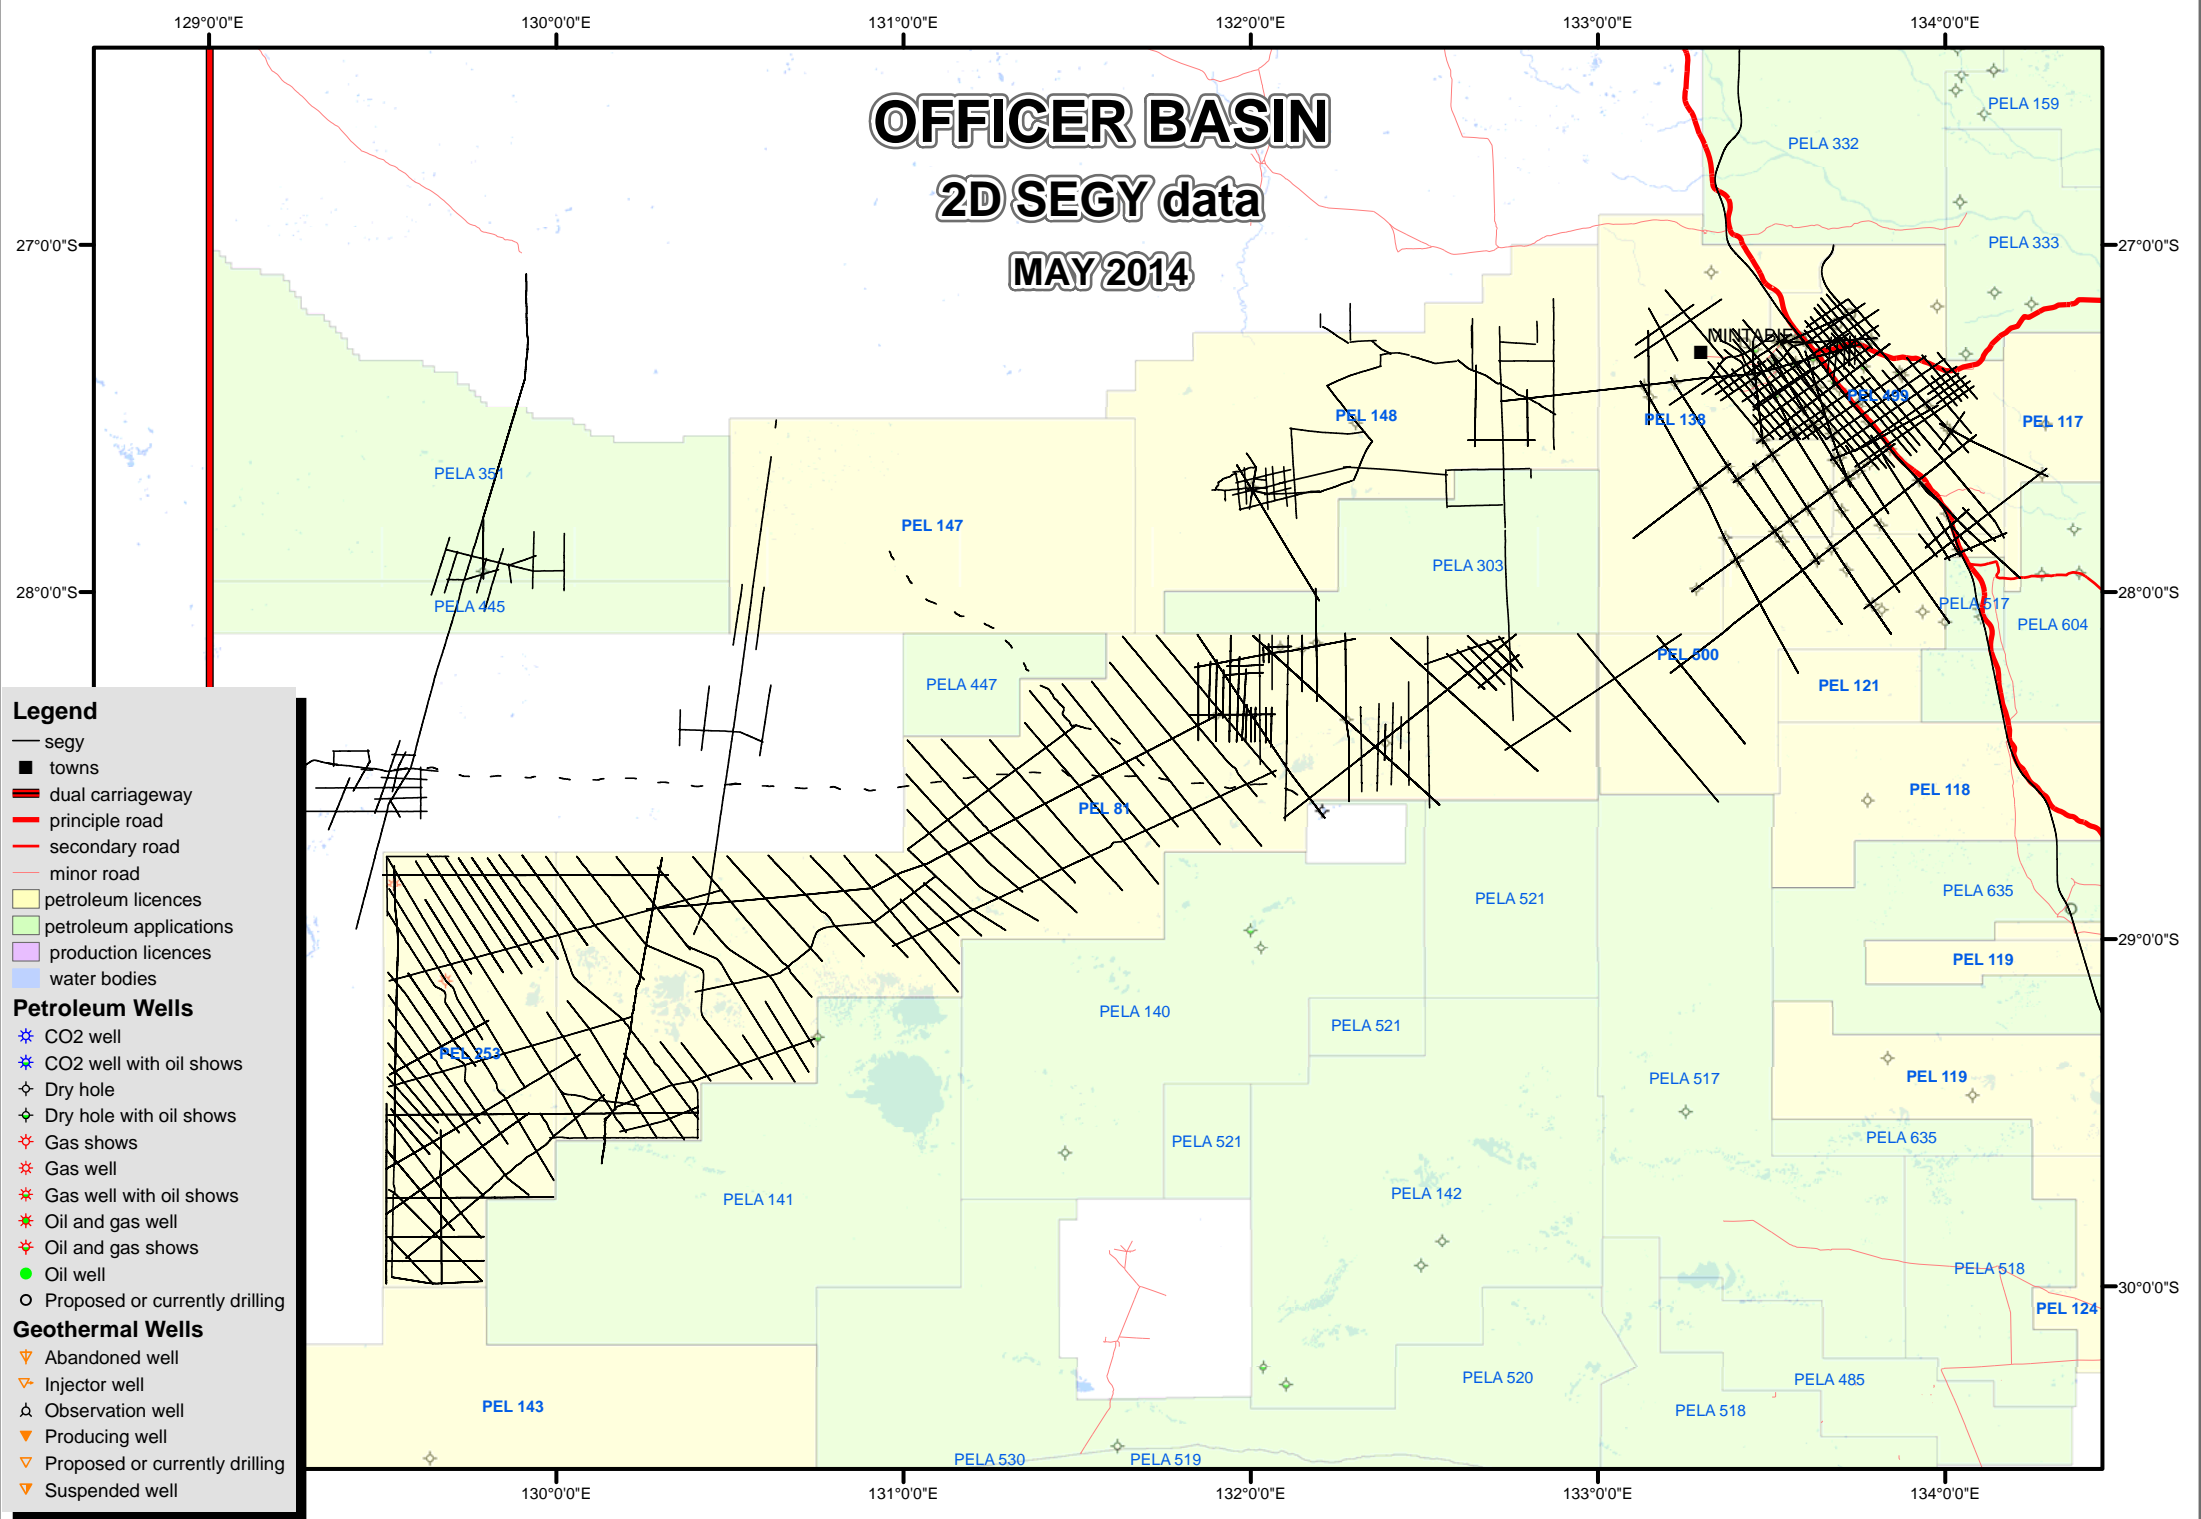 129°0'0"E
130°0'0"E
131°0'0"E
132°0'0"E
133°0'0"E
134°0'0"E
OFFICER BASIN
2D SEGY data
MAY 2014
PELA 159
PELA 332
27°0'0"S
PELA 333
27°0'0"S
MINTABIE
PEL 499
PEL 148
PEL 138
PEL 117
PELA 351
PEL 147
PELA 303
28°0'0"S
PELA 445
28°0'0"S
PELA 517
PELA 604
PEL 500
PELA 447
PEL 121
PEL 118
PEL 81
PELA 635
PELA 521
29°0'0"S
PEL 119
PELA 140
PELA 521
PEL 253
PELA 517
PEL 119
PELA 521
PELA 635
PELA 141
PELA 142
PELA 518
30°0'0"S
PEL 124
PELA 520
PELA 485
PEL 143
PELA 518
PELA 530
PELA 519
130°0'0"E
131°0'0"E
132°0'0"E
133°0'0"E
134°0'0"E
Legend
segy
towns
dual carriageway
principle road
secondary road
minor road
petroleum licences
petroleum applications
production licences
water bodies
Petroleum Wells
CO2 well
CO2 well with oil shows
Dry hole
Dry hole with oil shows
Gas shows
Gas well
Gas well with oil shows
Oil and gas well
Oil and gas shows
Oil well
Proposed or currently drilling
Geothermal Wells
Abandoned well
Injector well
Observation well
Producing well
Proposed or currently drilling
Suspended well